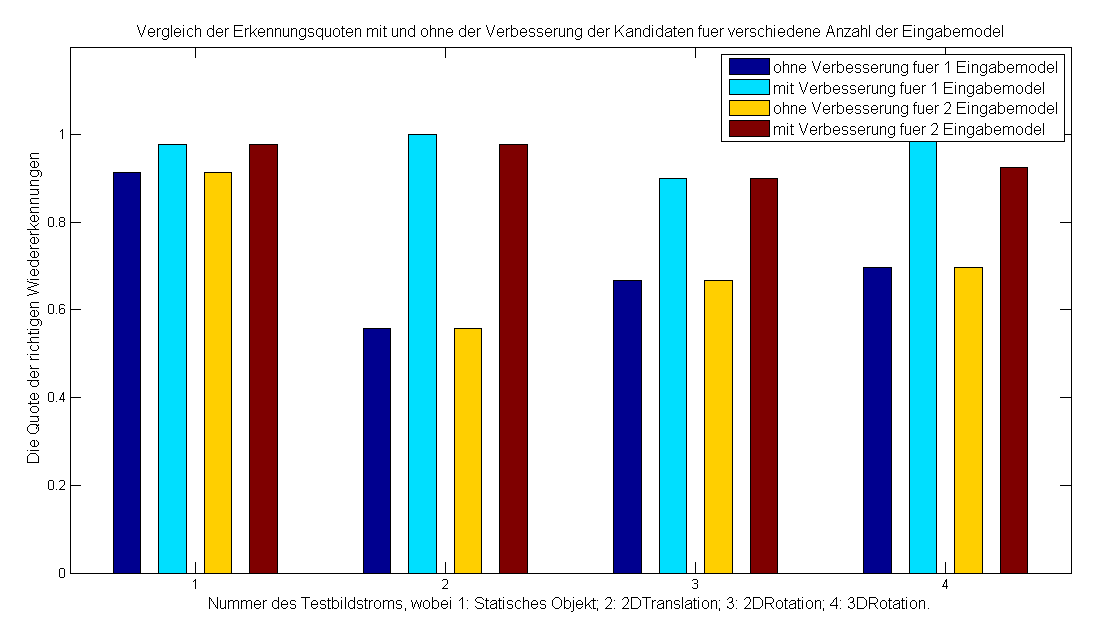 Vergleich der Erkennungsquoten mit und ohne der Verbesserung der Kandidaten fuer verschiedene Anzahl der Eingabemodel
ohne Verbesserung fuer 1 Eingabemodel
mit Verbesserung fuer 1 Eingabemodel
ohne Verbesserung fuer 2 Eingabemodel
mit Verbesserung fuer 2 Eingabemodel
Die Quote der richtigen Wiedererkennungen
1
0.8
0.6
0.4
0.2
0
1
2
3
4
Nummer des Testbildstroms, wobei 1: Statisches Objekt; 2: 2DTranslation; 3: 2DRotation; 4: 3DRotation.